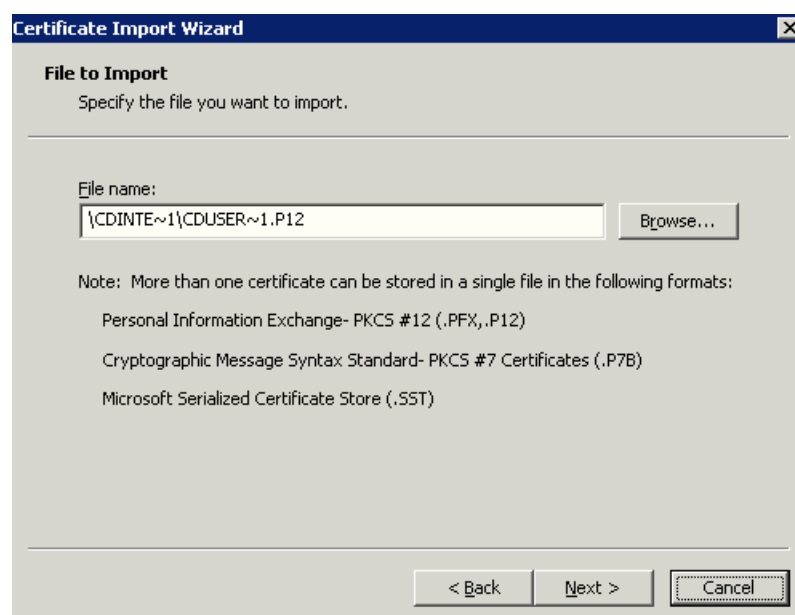 Certificate Import Wizard
File to Import
Specify the file you want to import.
File name:
\CDINTE~1\CDUSER~1.P12
Browse...
Note: More than one certificate can be stored in a single file in the following formats:
Personal Information Exchange- PKCS #12 (.PFX,.P12)
Cryptographic Message Syntax Standard- PKCS #7 Certificates (.P7B)
Microsoft Serialized Certificate Store (.SST)
< Back
Next >
Cancel